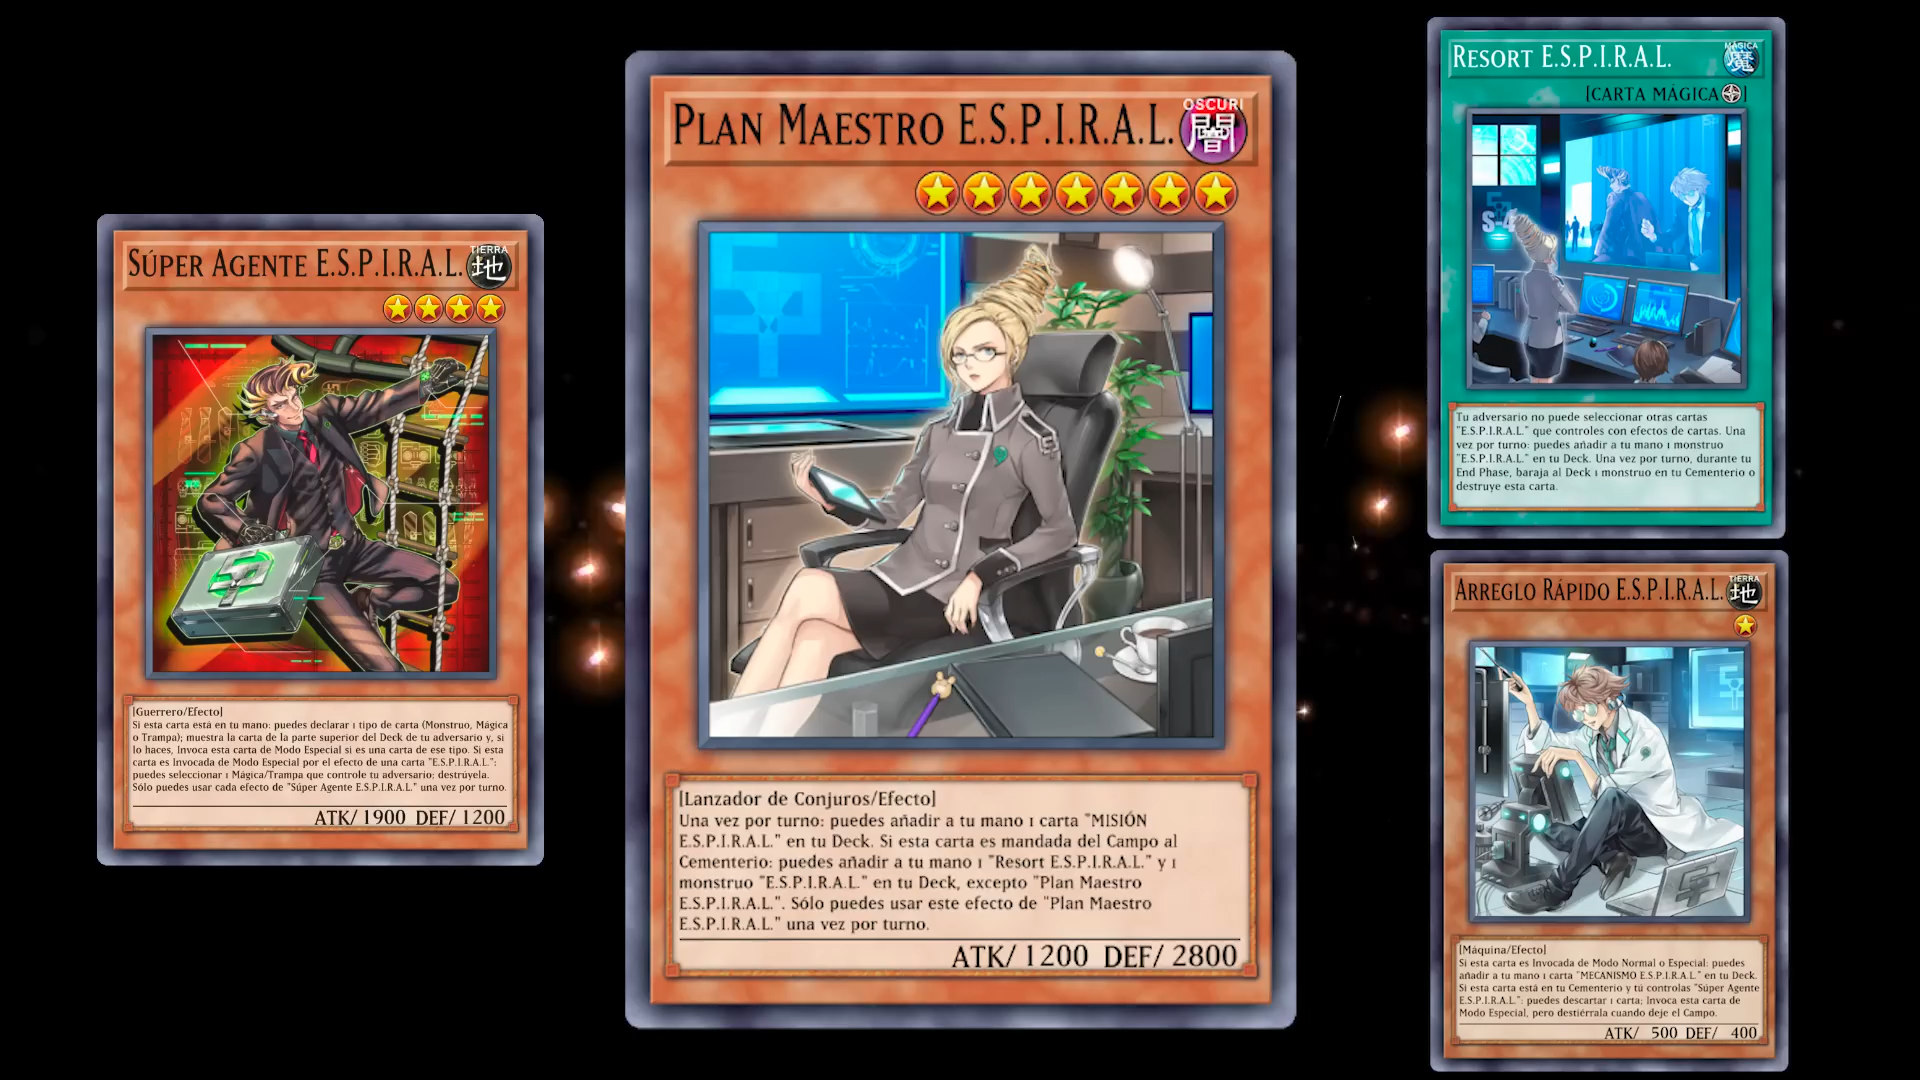 SÚPER AGENTE E.S.P.I.R.A.L.
TIERRA
地
[Guerrero/Efecto]
Si esta carta está en tu mano: puedes declarar 1 tipo de carta (Monstruo, Mágica
o Trampa); muestra la carta de la parte superior del Deck de tu adversario y, si
lo haces, Invoca esta carta de Modo Especial si es una carta de ese tipo. Si esta
carta es Invocada de Modo Especial por el efecto de una carta "E.S.P.I.R.A.L.":
puedes seleccionar 1 Mágica/Trampa que controle tu adversario; destrúyela.
Sólo puedes usar cada efecto de "Súper Agente E.S.P.I.R.A.L." una vez por turno.
ATK/ 1900 DEF/ 1200
PLAN MAESTRO E.S.P.I.R.A.L.
OSCURI
闇
[Lanzador de Conjuros/Efecto]
Una vez por turno: puedes añadir a tu mano 1 carta "MISIÓN
E.S.P.I.R.A.L." en tu Deck. Si esta carta es mandada del Campo al
Cementerio: puedes añadir a tu mano 1 "Resort E.S.P.I.R.A.L." y 1
monstruo "E.S.P.I.R.A.L." en tu Deck, excepto "Plan Maestro
E.S.P.I.R.A.L.". Sólo puedes usar este efecto de "Plan Maestro
E.S.P.I.R.A.L." una vez por turno.
ATK/ 1200 DEF/ 2800
RESORT E.S.P.I.R.A.L.
MÁGICA
魔
[CARTA MÁGICA]
S-4
Tu adversario no puede seleccionar otras cartas
"E.S.P.I.R.A.L." que controles con efectos de cartas. Una
vez por turno: puedes añadir a tu mano 1 monstruo
"E.S.P.I.R.A.L." en tu Deck. Una vez por turno, durante tu
End Phase, baraja al Deck 1 monstruo en tu Cementerio o
destruye esta carta.
ARREGLO RÁPIDO E.S.P.I.R.A.L.
TIERRA
地
[Máquina/Efecto]
Si esta carta es Invocada de Modo Normal o Especial: puedes
añadir a tu mano 1 carta "MECANISMO E.S.P.I.R.A.L." en tu Deck.
Si esta carta está en tu Cementerio y tú controlas "Súper Agente
E.S.P.I.R.A.L.": puedes descartar 1 carta; Invoca esta carta de
Modo Especial, pero destiérrala cuando deje el Campo.
ATK/ 500 DEF/ 400